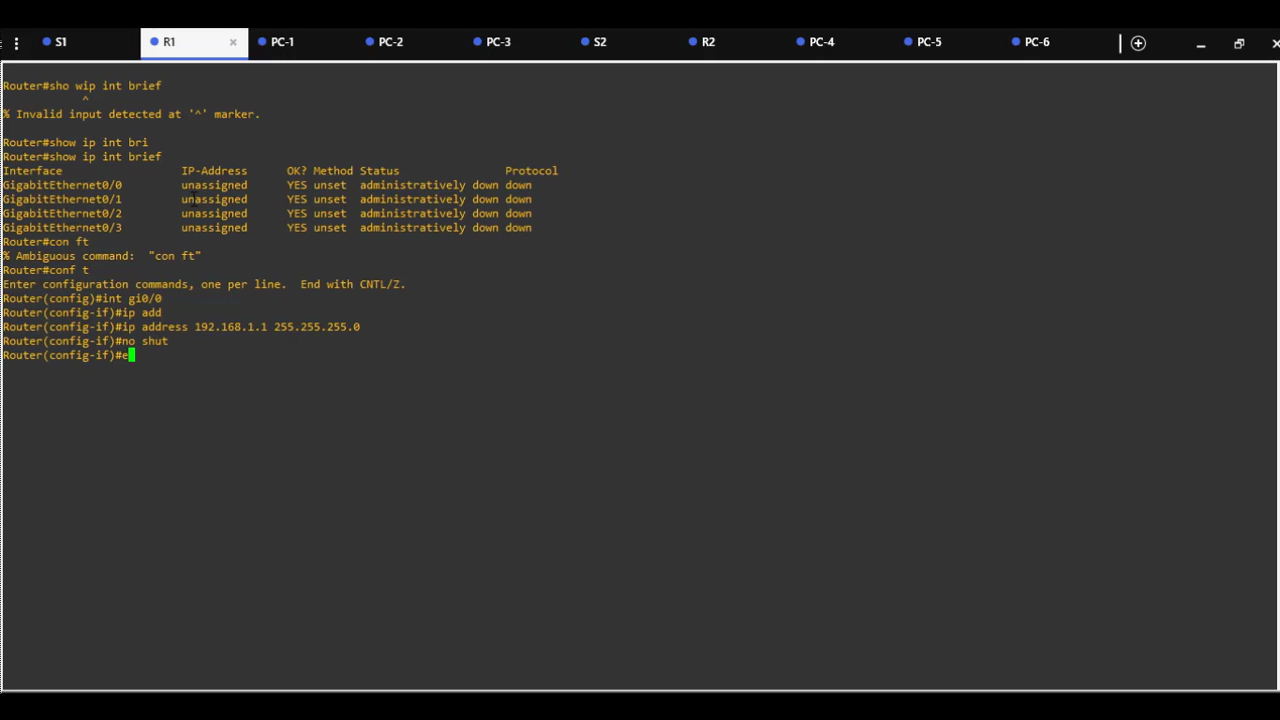 S1 R1 × PC-1 PC-2 PC-3 S2 R2 PC-4 PC-5 PC-6
Router#sho wip int brief
^
% Invalid input detected at '^' marker.
Router#show ip int bri
Router#show ip int brief
Interface IP-Address OK? Method Status Protocol
GigabitEthernet0/0 unassigned YES unset administratively down down
GigabitEthernet0/1 unassigned YES unset administratively down down
GigabitEthernet0/2 unassigned YES unset administratively down down
GigabitEthernet0/3 unassigned YES unset administratively down down
Router#con ft
% Ambiguous command: "con ft"
Router#conf t
Enter configuration commands, one per line. End with CNTL/Z.
Router(config)#int gi0/0
Router(config-if)#ip add
Router(config-if)#ip address 192.168.1.1 255.255.255.0
Router(config-if)#no shut
Router(config-if)#e